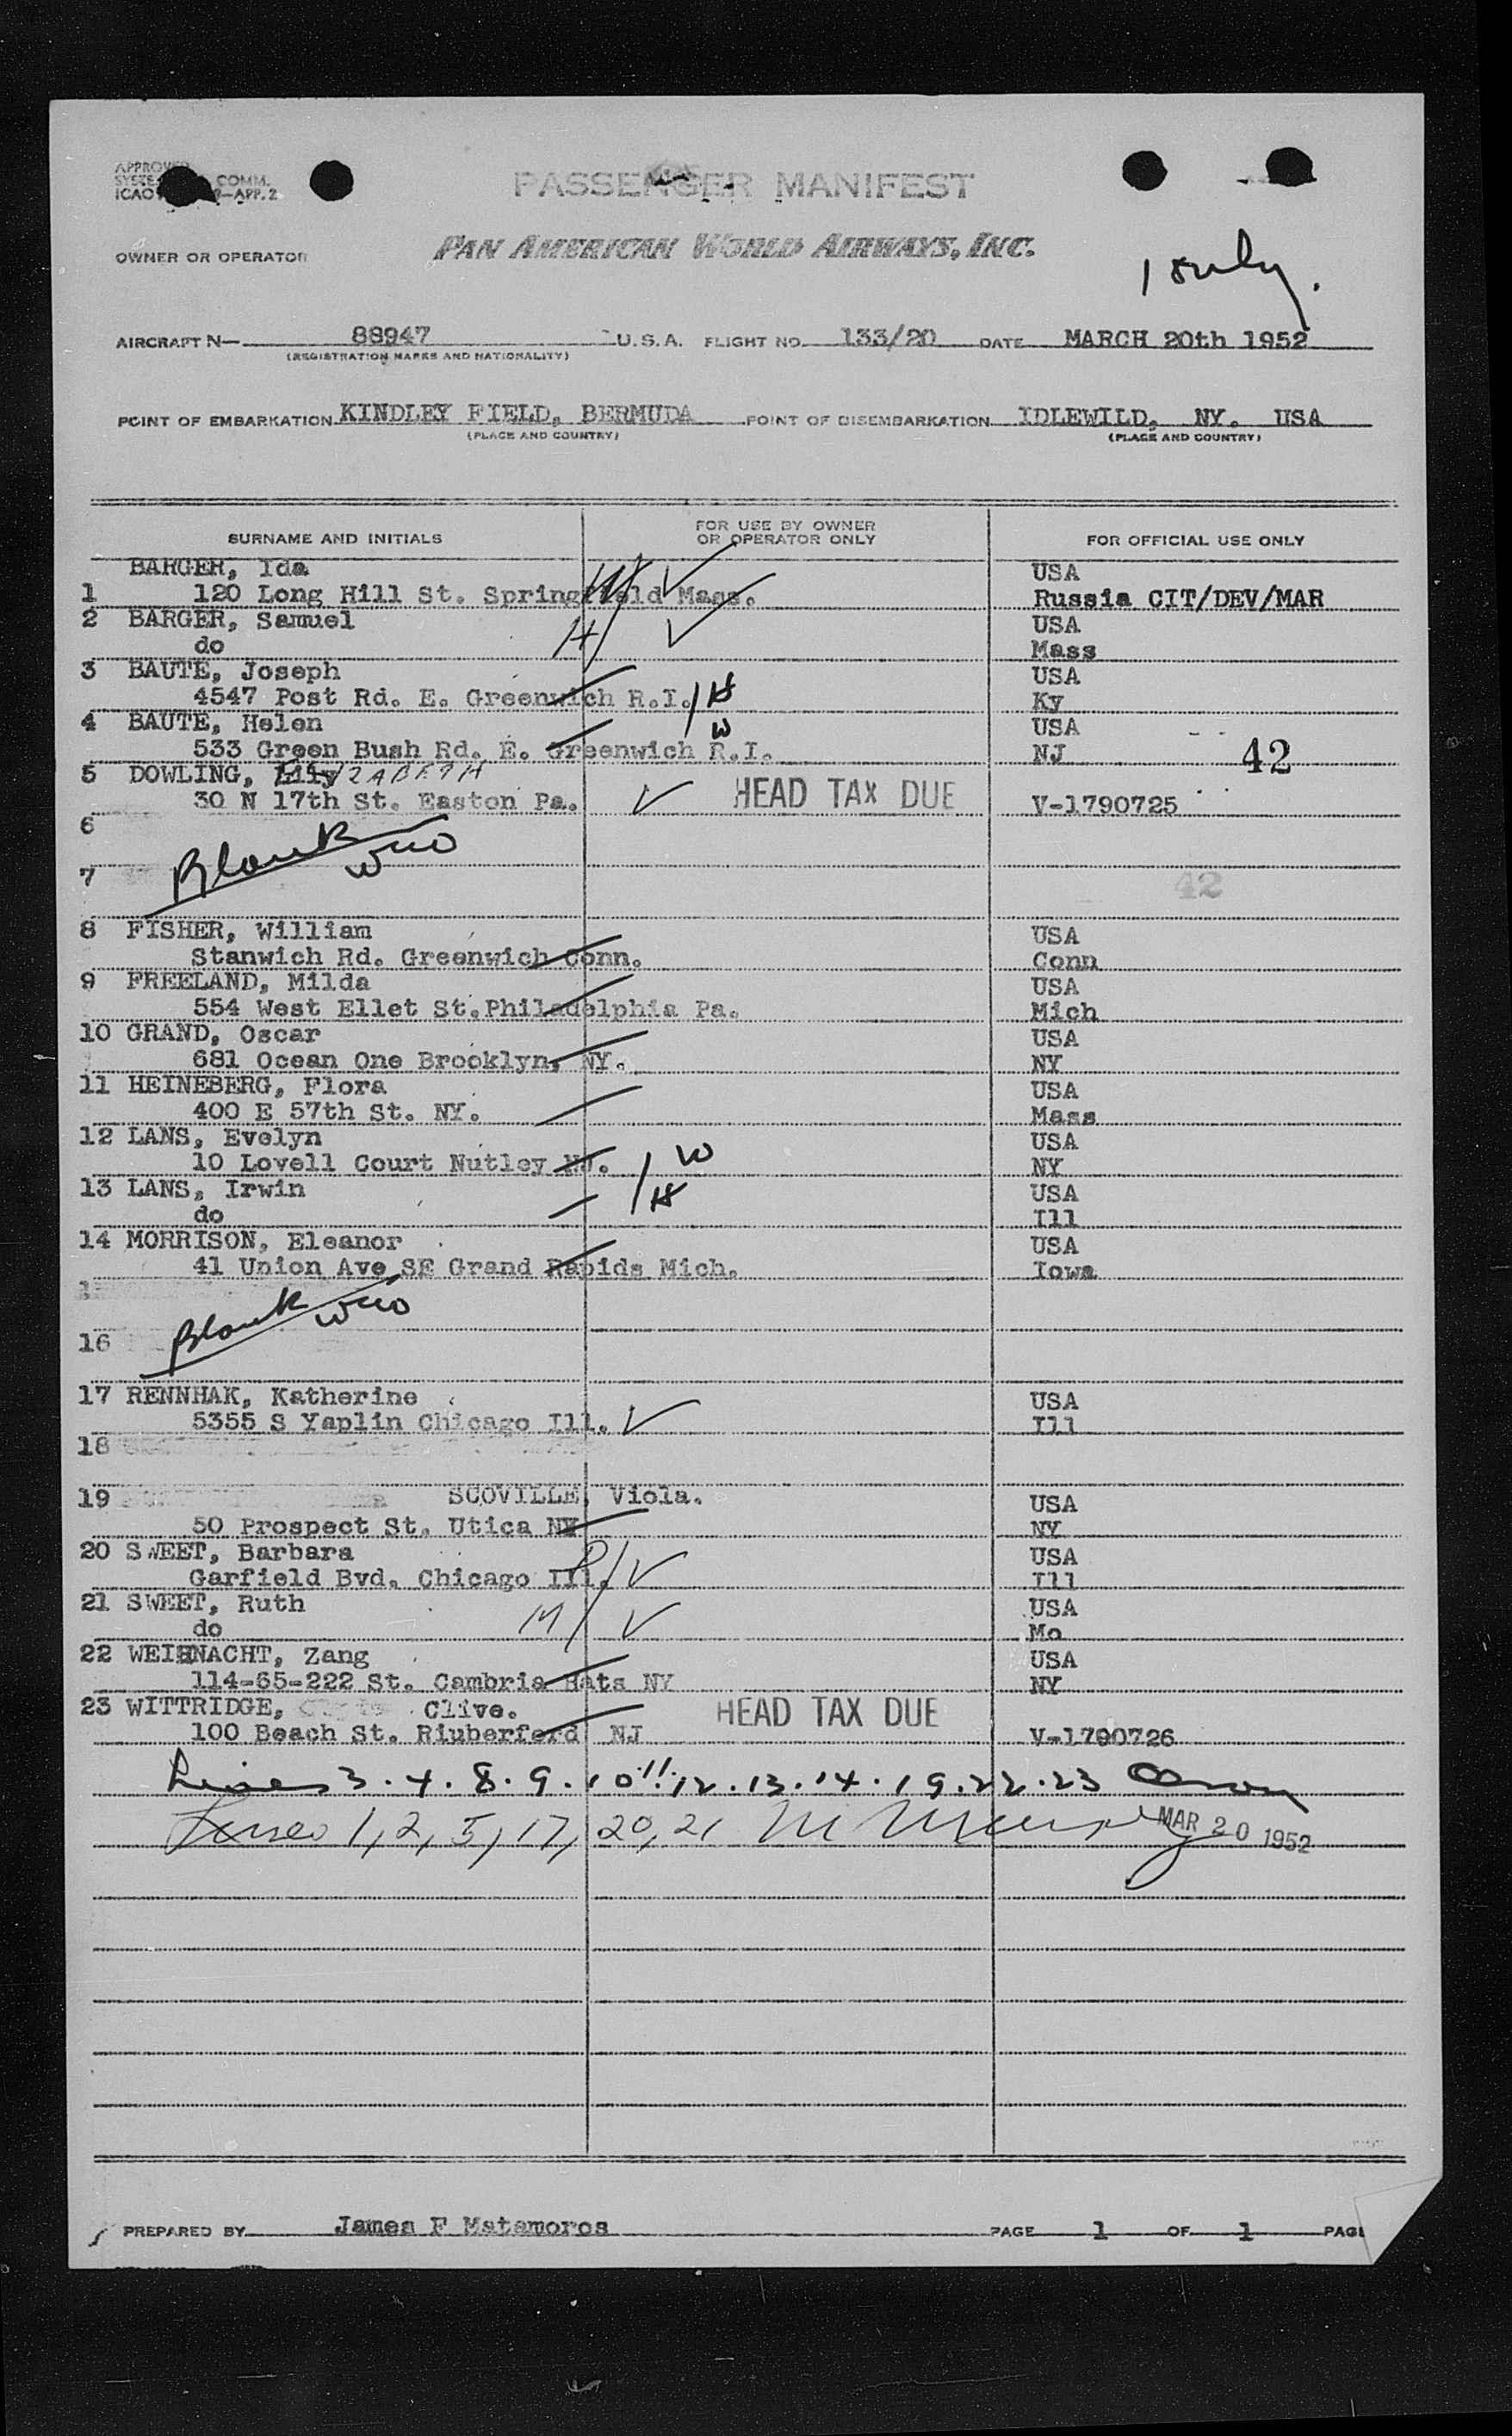 COMM.
ICAO
-APP.2
PASSENGER MANIFEST
OWNER OR OPERATOR
PAN AMERICAN WORLD AIRWAYS, INC.
1 only.
AIRCRAFT N- 88947 U.S.A. FLIGHT NO. 133/20 DATE MARCH 20th 1952
(REGISTRATION MARKS AND NATIONALITY)
POINT OF EMBARKATION KINDLEY FIELD, BERMUDA POINT OF DISEMBARKATION IDLEWILD, NY. USA
(PLACE AND COUNTRY) (PLACE AND COUNTRY)
SURNAME AND INITIALS FOR USE BY OWNER OR OPERATOR ONLY FOR OFFICIAL USE ONLY
BARGER, Ida USA
1 120 Long Hill St. Springfield Mass. W Russia CIT/DEV/MAR
2 BARGER, Samuel USA
do H Mass
3 BAUTE, Joseph USA
4547 Post Rd. E. Greenwich R.I. H Ky
4 BAUTE, Helen W USA
533 Green Bush Rd. E. Greenwich R.I. NJ 42
5 DOWLING, ELIZABETH
30 N 17th St. Easton Pa. HEAD TAX DUE V-1790725
6
Blank
7 42
8 FISHER, William USA
Stanwich Rd. Greenwich Conn. Conn
9 FREELAND, Milda USA
554 West Ellet St. Philadelphia Pa. Mich
10 GRAND, Oscar USA
681 Ocean One Brooklyn, NY. NY
11 HEINEBERG, Flora USA
400 E 57th St. NY. Mass
12 LANS, Evelyn USA
10 Lovell Court Nutley NJ. W NY
13 LANS, Irwin H USA
do Ill
14 MORRISON, Eleanor USA
41 Union Ave SE Grand Rapids Mich. Iowa
Blank
16
17 RENNHAK, Katherine USA
5355 S Yaplin Chicago Ill. Ill
18
19 SCOVILLE, Viola. USA
50 Prospect St. Utica NY NY
20 SWEET, Barbara USA
Garfield Bvd. Chicago Ill. D Ill
21 SWEET, Ruth USA
do M Mo
22 WEIHNACHT, Zang USA
114-65-222 St. Cambria Hats NY NY
23 WITTRIDGE, Clive. HEAD TAX DUE
100 Beach St. Riuberferd NJ V-1790726
Lines 3.4.8.9.10.11.12.13.14.19.22.23
Lines 1, 2, 5, 17, 20, 21 MAR 20 1952
PREPARED BY James F Matamoros PAGE 1 OF 1 PAGE